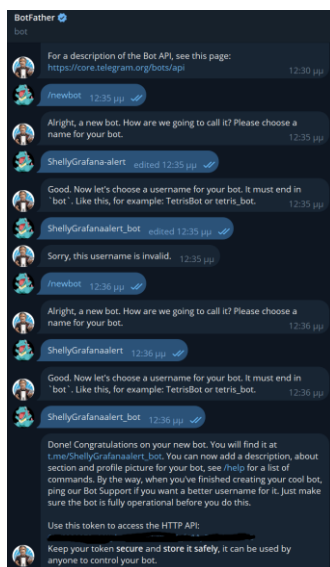 BotFather
bot
For a description of the Bot API, see this page:
https://core.telegram.org/bots/api
12:30 μμ
/newbot 12:35 μμ
Alright, a new bot. How are we going to call it? Please choose a
name for your bot.
12:35 μμ
ShellyGrafana-alert edited 12:35 μμ
Good. Now let's choose a username for your bot. It must end in
`bot`. Like this, for example: TetrisBot or tetris_bot.
12:35 μμ
ShellyGrafanaalert_bot edited 12:35 μμ
Sorry, this username is invalid. 12:35 μμ
/newbot 12:36 μμ
Alright, a new bot. How are we going to call it? Please choose a
name for your bot.
12:36 μμ
ShellyGrafanaalert 12:36 μμ
Good. Now let's choose a username for your bot. It must end in
`bot`. Like this, for example: TetrisBot or tetris_bot.
12:36 μμ
ShellyGrafanaalert_bot 12:36 μμ
Done! Congratulations on your new bot. You will find it at
t.me/ShellyGrafanaalert_bot. You can now add a description, about
section and profile picture for your bot, see /help for a list of
commands. By the way, when you've finished creating your cool bot,
ping our Bot Support if you want a better username for it. Just make
sure the bot is fully operational before you do this.
Use this token to access the HTTP API:
Keep your token secure and store it safely, it can be used by
anyone to control your bot.